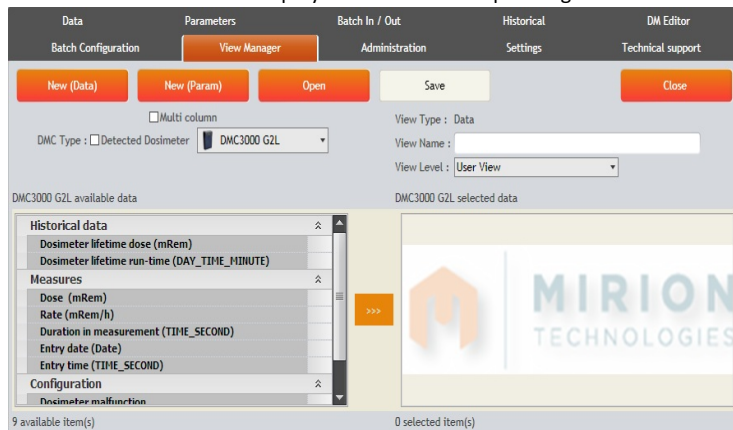 Data Parameters Batch In / Out Historical DM Editor
Batch Configuration View Manager Administration Settings Technical support
New (Data) New (Param) Open Save Close
Multi column
DMC Type : Detected Dosimeter DMC3000 G2L
View Type : Data
View Name :
View Level : User View
DMC3000 G2L available data
DMC3000 G2L selected data
Historical data
Dosimeter lifetime dose (mRem)
Dosimeter lifetime run-time (DAY_TIME_MINUTE)
Measures
Dose (mRem)
Rate (mRem/h)
Duration in measurement (TIME_SECOND)
Entry date (Date)
Entry time (TIME_SECOND)
Configuration
Dosimeter malfunction
>>>
MIRION
TECHNOLOGIES
9 available item(s)
0 selected item(s)